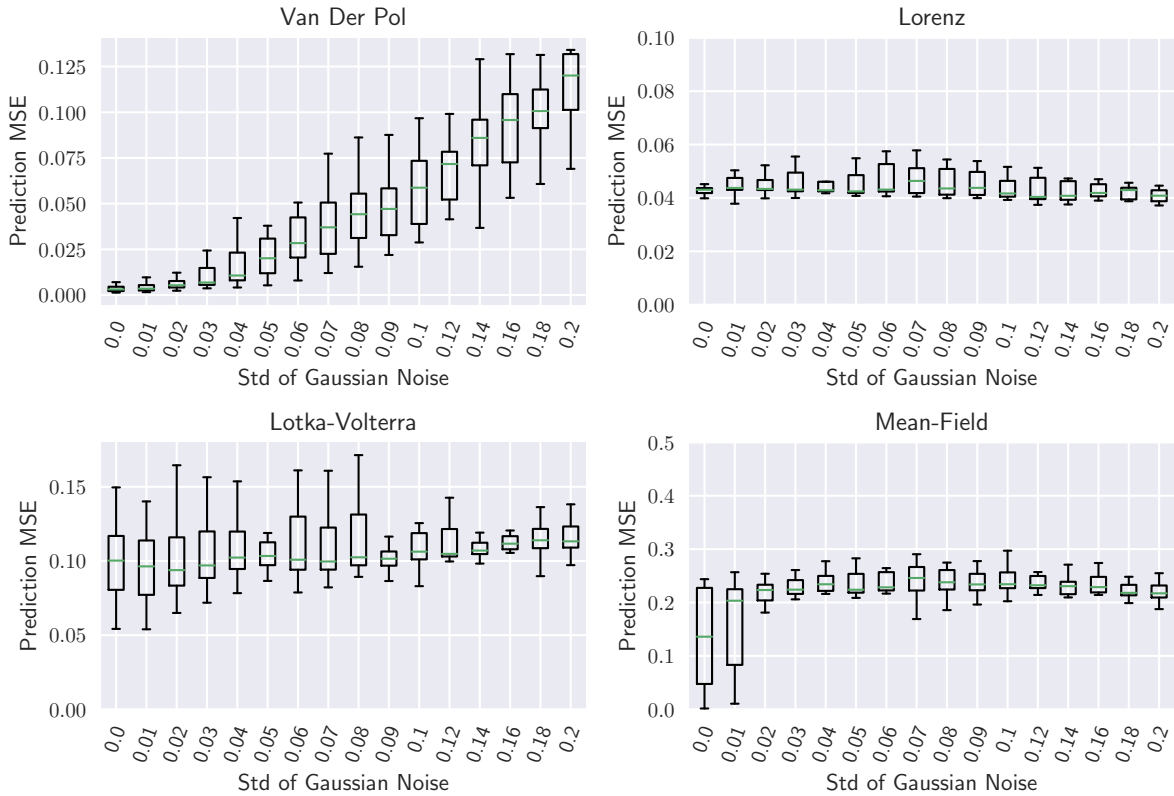 Van Der Pol
Prediction MSE
0.125
0.100
0.075
0.050
0.025
0.000
0.0 0.01 0.02 0.03 0.04 0.05 0.06 0.07 0.08 0.09 0.1 0.12 0.14 0.16 0.18 0.2
Std of Gaussian Noise
Lorenz
Prediction MSE
0.10
0.08
0.06
0.04
0.02
0.00
0.0 0.01 0.02 0.03 0.04 0.05 0.06 0.07 0.08 0.09 0.1 0.12 0.14 0.16 0.18 0.2
Std of Gaussian Noise
Lotka-Volterra
Prediction MSE
0.15
0.10
0.05
0.00
0.0 0.01 0.02 0.03 0.04 0.05 0.06 0.07 0.08 0.09 0.1 0.12 0.14 0.16 0.18 0.2
Std of Gaussian Noise
Mean-Field
Prediction MSE
0.5
0.4
0.3
0.2
0.1
0.0
0.0 0.01 0.02 0.03 0.04 0.05 0.06 0.07 0.08 0.09 0.1 0.12 0.14 0.16 0.18 0.2
Std of Gaussian Noise